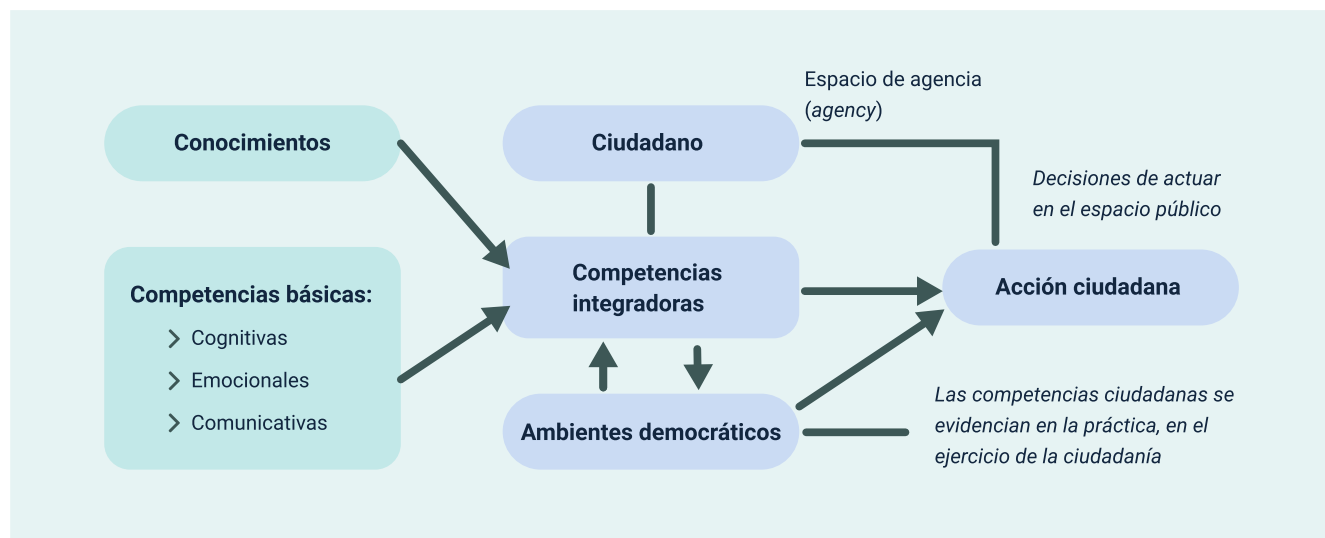 Conocimientos
Competencias básicas:
Cognitivas
Emocionales
Comunicativas
Ciudadano
Competencias
integradoras
Ambientes democráticos
Espacio de agencia
(agency)
Decisiones de actuar
en el espacio público
Acción ciudadana
Las competencias ciudadanas se
evidencian en la práctica, en el
ejercicio de la ciudadanía